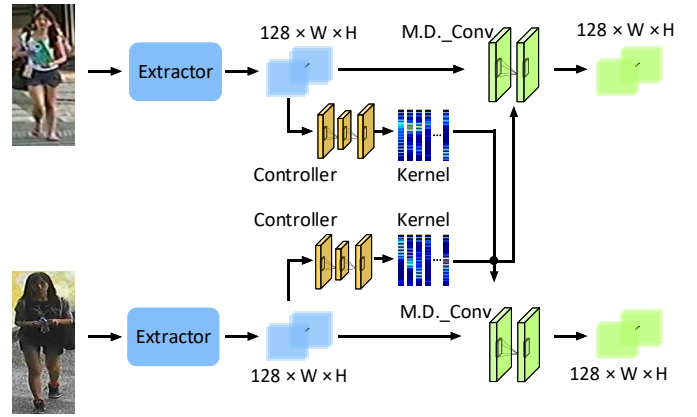 128 × W × H
M.D._Conv
128 × W × H
Extractor
Controller
Kernel
...
Controller
Kernel
...
M.D._Conv
Extractor
128 × W × H
128 × W × H